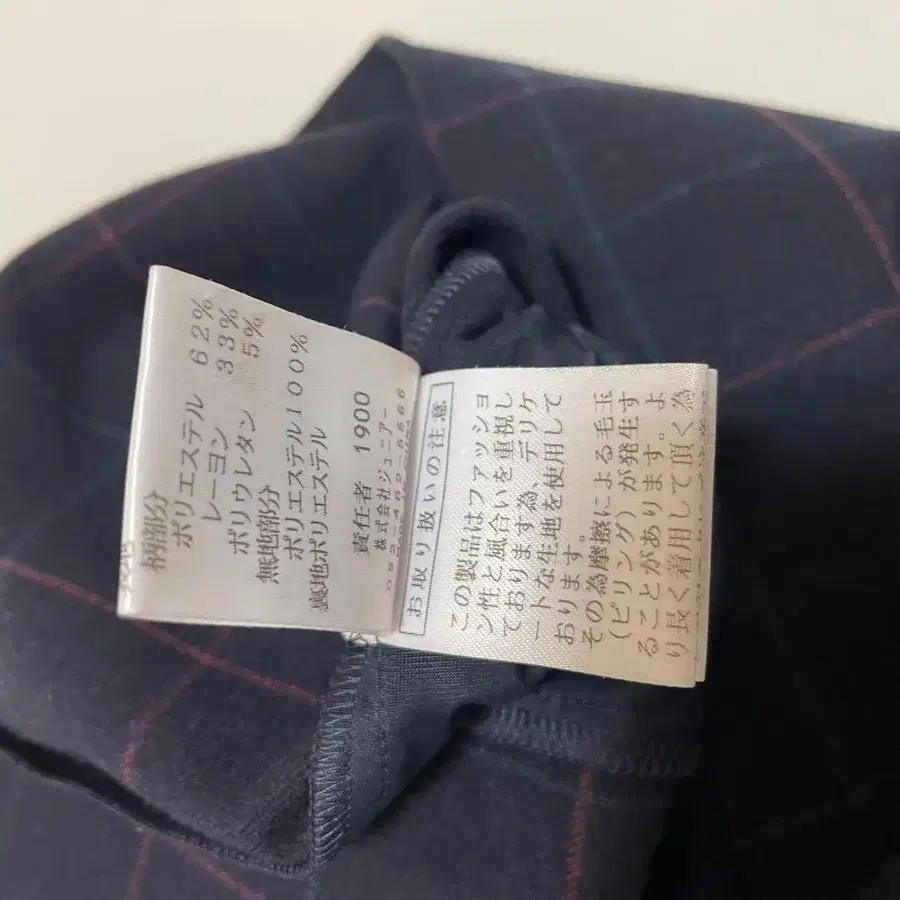 柄部分
ポリエステル 62%
レーヨン 33%
ポリウレタン 5%
無地部分
ポリエステル100%
裏地ポリエステル
責任者 1900
株式会社ジュニアー
052-482-5566
お取り扱いの注意
この製品はファッショ
ン性と風合いを重視し
ております為、デリケ
ートな生地を使用して
おります。
その為摩擦による毛玉
(ピリング)が発生す
ることがあります。よ
り長く着用して頂く為